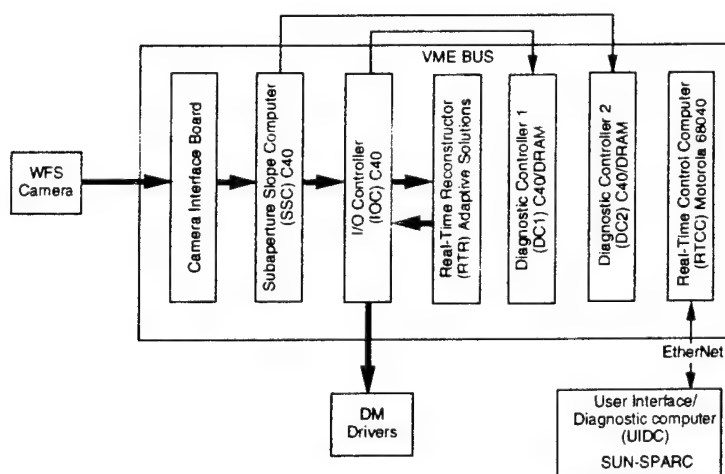 VME BUS
WFS
Camera
Camera Interface Board
Subaperture Slope Computer
(SSC) C40
I/O Controller
(IOC) C40
Real-Time Reconstructor
(RTR) Adaptive Solutions
Diagnostic Controller 1
(DC1) C40/DRAM
Diagnostic Controller 2
(DC2) C40/DRAM
Real-Time Control Computer
(RTCC) Motorola 68040
EtherNet
DM
Drivers
User Interface/
Diagnostic computer
(UIDC)
SUN-SPARC